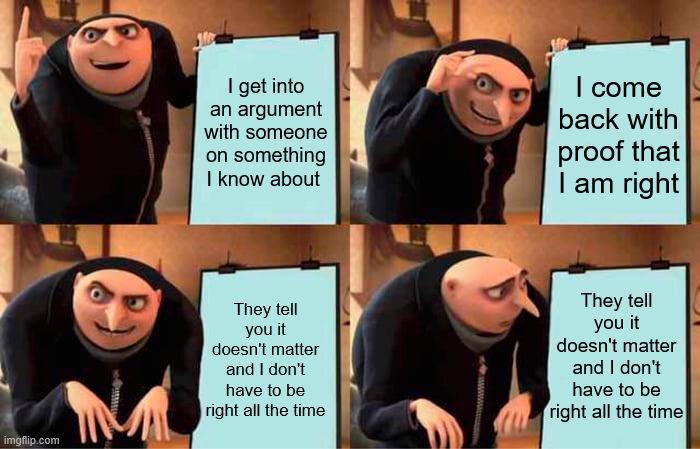 I get into
an argument
with someone
on something
I know about
I come
back with
proof that
I am right
They tell
you it
doesn't matter
and I don't
have to be
right all the time
They tell
you it
doesn't matter
and I don't
have to be
right all the time
imgflip.com